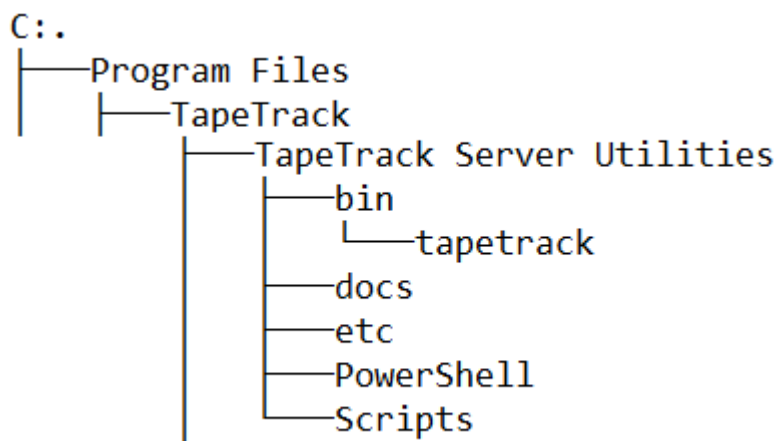 C:.
Program Files
TapeTrack
TapeTrack Server Utilities
bin
tapetrack
docs
etc
PowerShell
Scripts